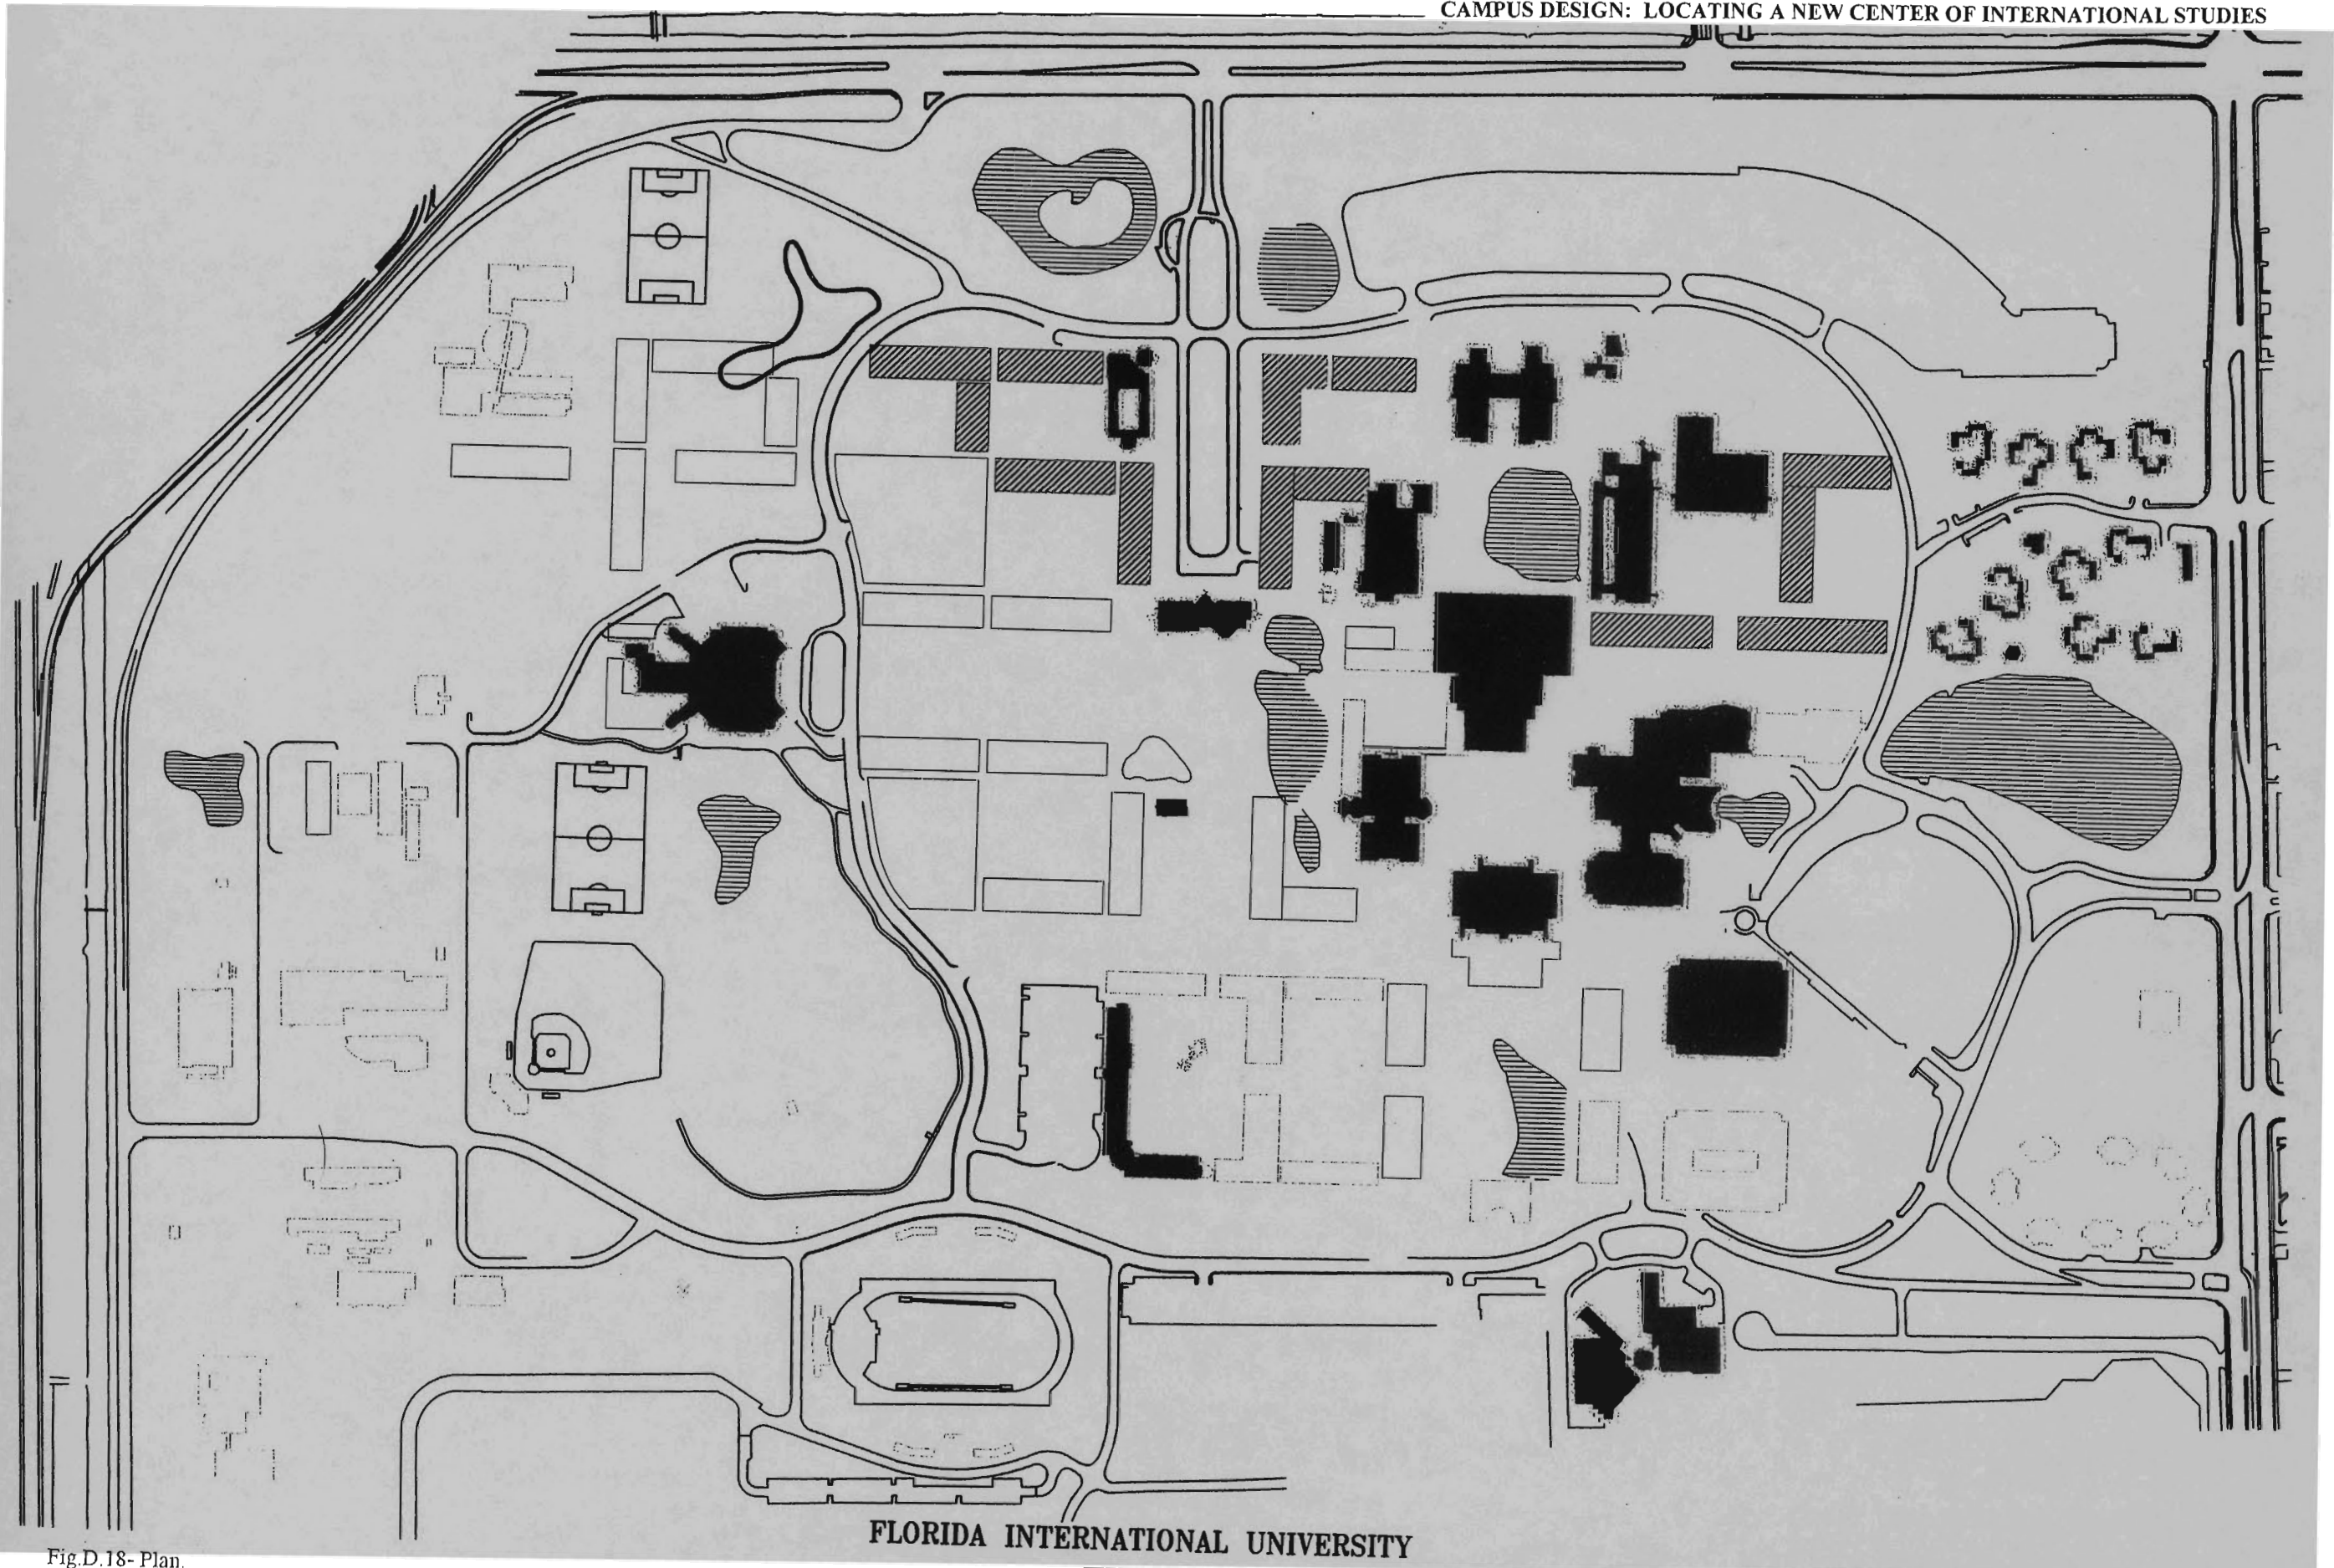 CAMPUS DESIGN: LOCATING A NEW CENTER OF INTERNATIONAL STUDIES
FLORIDA INTERNATIONAL UNIVERSITY
Fig.D.18- Plan.